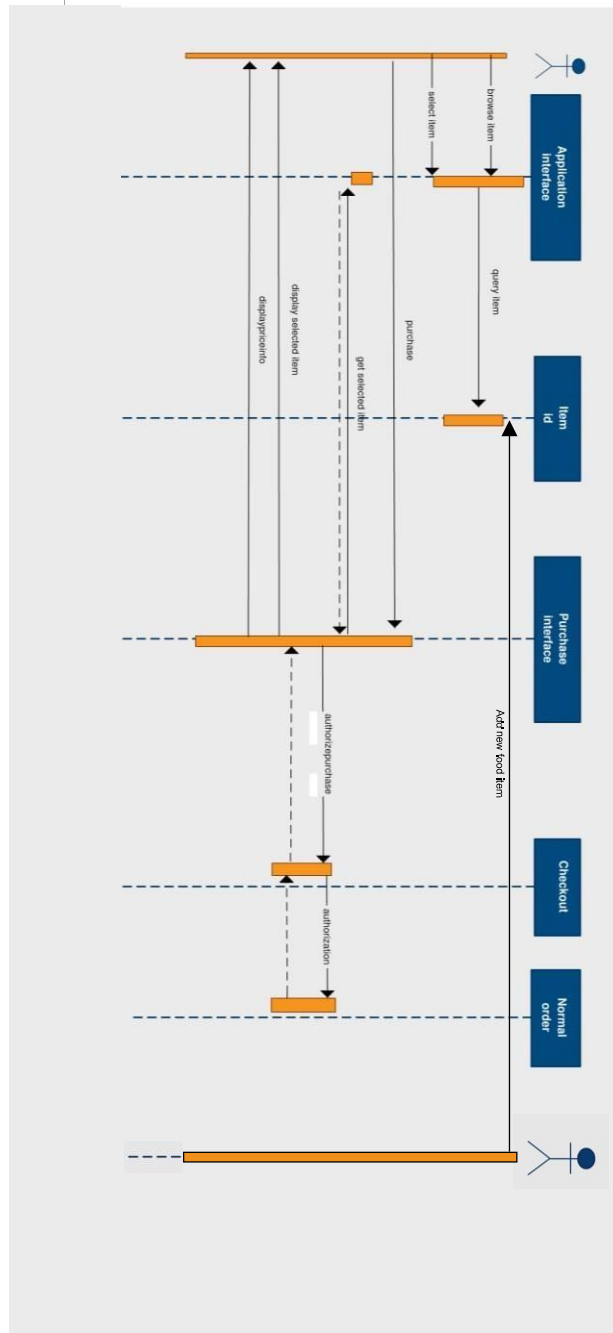 Application
interface
Item
id
Purchase
interface
Checkout
Normal
order
Add new food item
browse item
query item
select item
purchase
get selected item
authorizepurchase
authorization
display selected item
displaypriceinfo